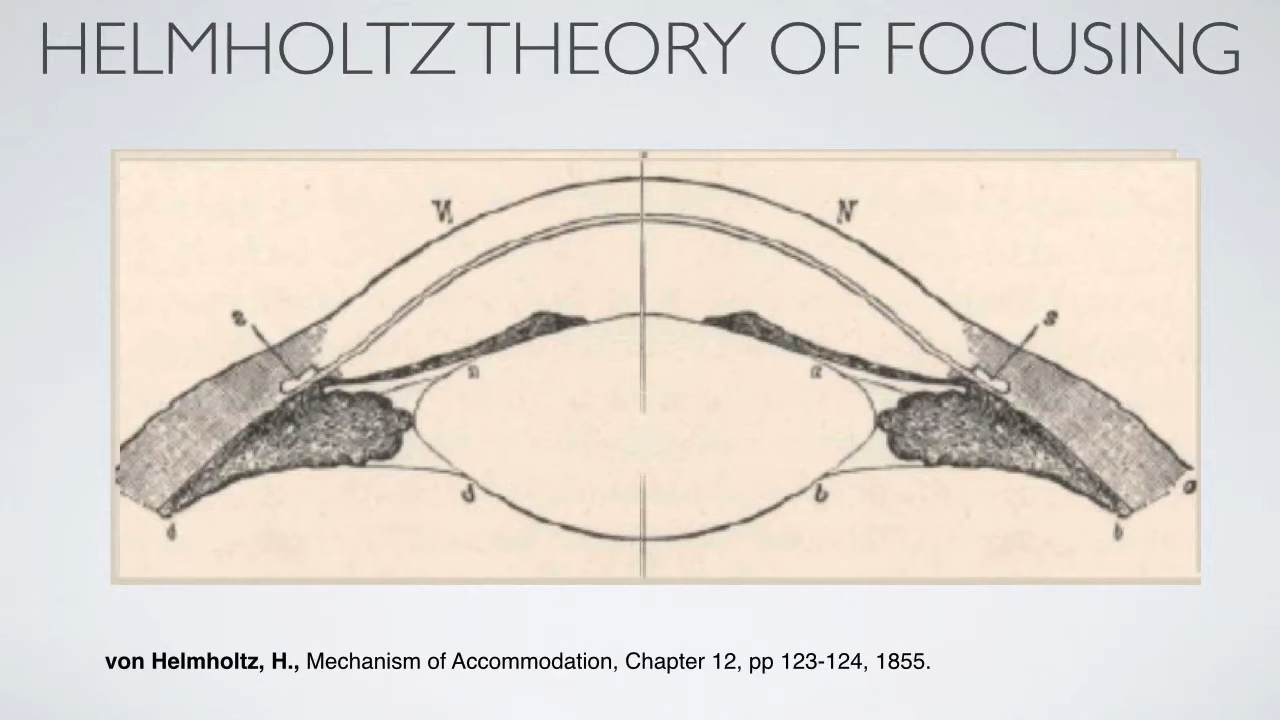 HELMHOLTZ THEORY OF FOCUSING
N N
s s
a a
d b
von Helmholtz, H., Mechanism of Accommodation, Chapter 12, pp 123-124, 1855.